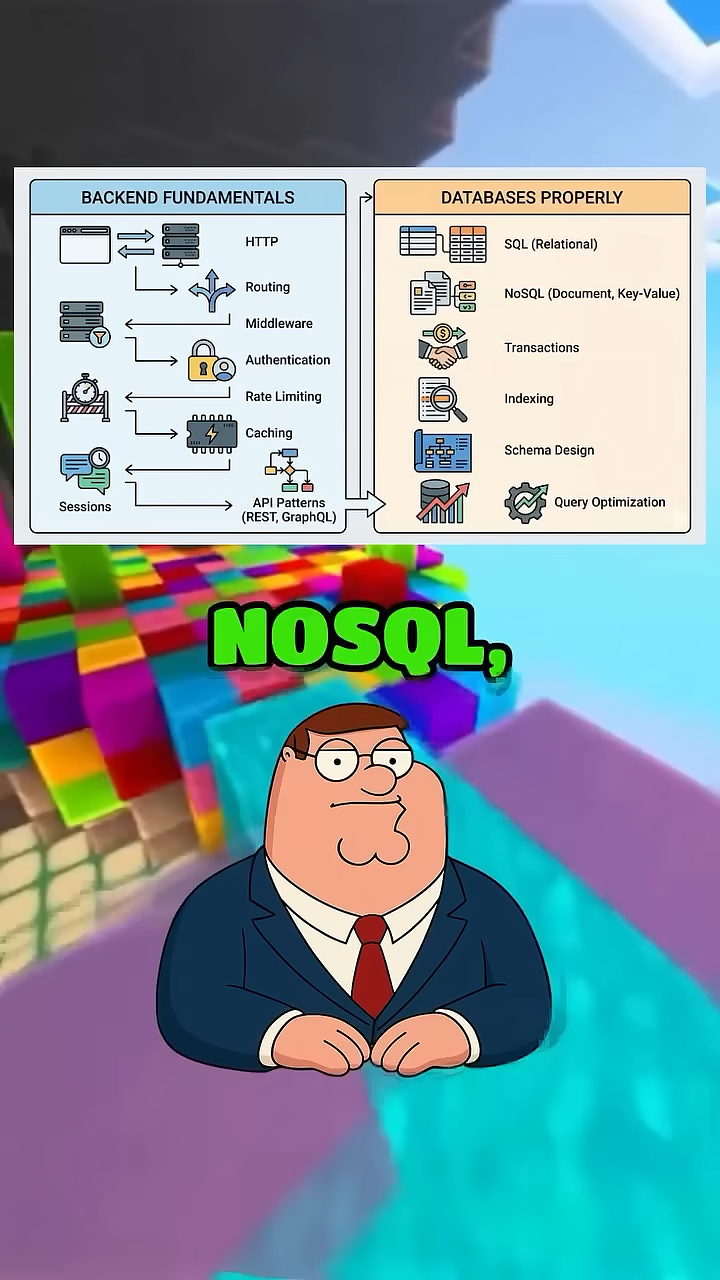 BACKEND FUNDAMENTALS
HTTP
Routing
Middleware
Authentication
Rate Limiting
Caching
Sessions
API Patterns
(REST, GraphQL)
DATABASES PROPERLY
SQL (Relational)
NoSQL (Document, Key-Value)
Transactions
Indexing
Schema Design
Query Optimization
NOSQL,